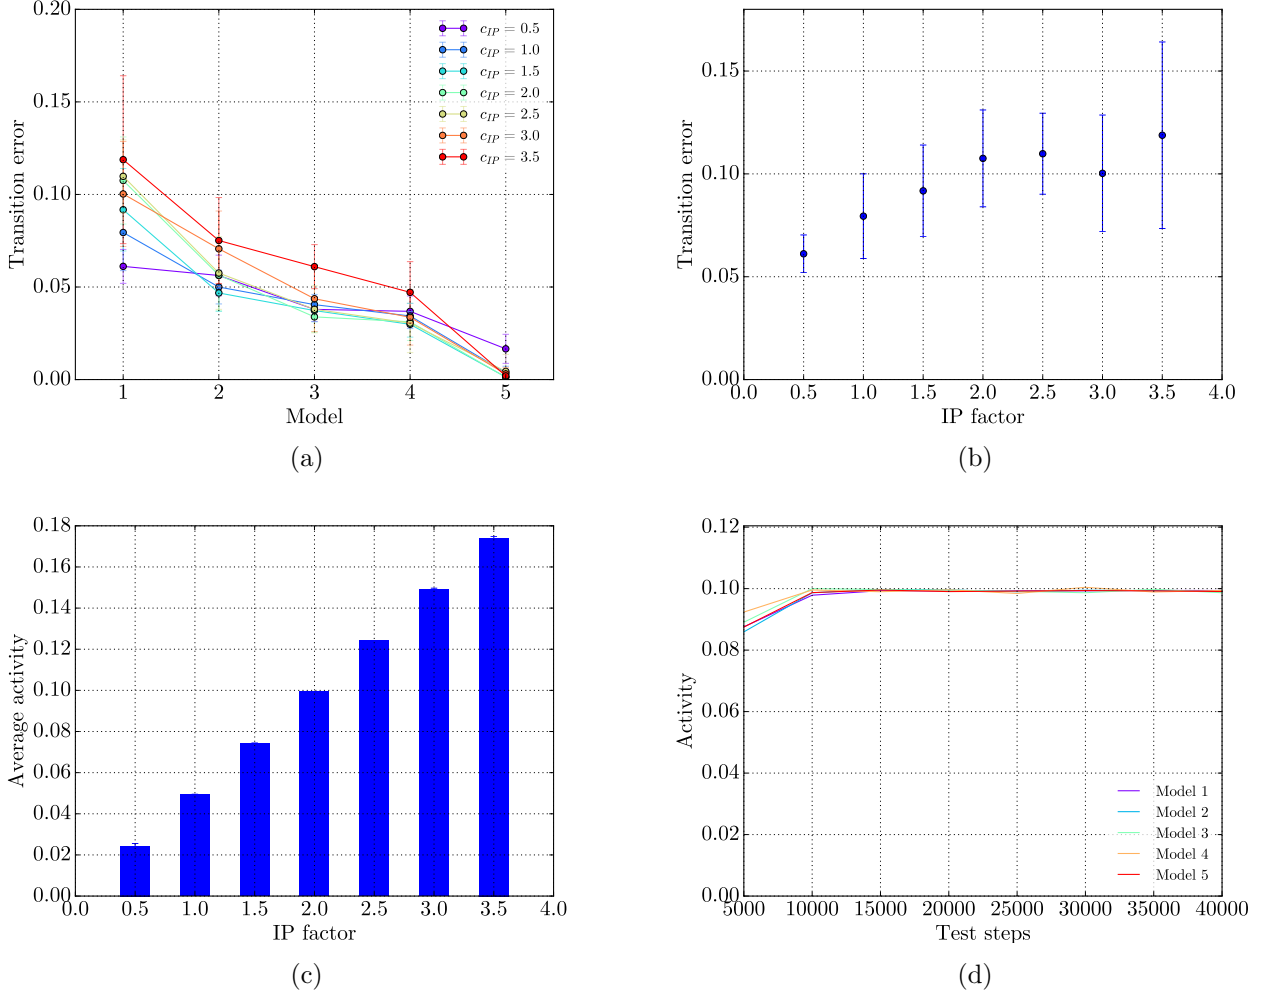 0.20
0.15
0.10
0.05
0.00
Transition error
1 2 3 4 5
Model
c_IP = 0.5
c_IP = 1.0
c_IP = 1.5
c_IP = 2.0
c_IP = 2.5
c_IP = 3.0
c_IP = 3.5
(a)
0.15
0.10
0.05
0.00
Transition error
0.0 0.5 1.0 1.5 2.0 2.5 3.0 3.5 4.0
IP factor
(b)
0.18
0.16
0.14
0.12
0.10
0.08
0.06
0.04
0.02
0.00
Average activity
0.0 0.5 1.0 1.5 2.0 2.5 3.0 3.5 4.0
IP factor
(c)
0.12
0.10
0.08
0.06
0.04
0.02
0.00
Activity
Model 1
Model 2
Model 3
Model 4
Model 5
5000 10000 15000 20000 25000 30000 35000 40000
Test steps
(d)